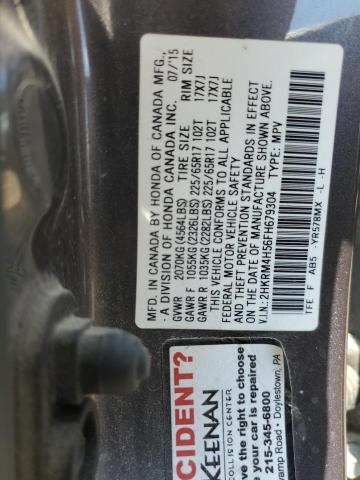 MFD. IN CANADA BY HONDA OF CANADA MFG.,
- A DIVISION OF HONDA CANADA INC. 07/15
TIRE SIZE RIM SIZE
GVWR 2070KG(4564LBS)
GAWR F 1055KG(2326LBS) 225/65R17 102T 17X7J
GAWR R 1035KG(2282LBS) 225/65R17 102T 17X7J
THIS VEHICLE CONFORMS TO ALL APPLICABLE
FEDERAL MOTOR VEHICLE SAFETY
AND THEFT PREVENTION STANDARDS IN EFFECT
ON THE DATE OF MANUFACTURE SHOWN ABOVE.
V.I.N.: 2HKRM4H56FH679304 TYPE: MPV
TFE F AB5 -YR578MX -L -H
CIDENT?
KEENAN
COLLISION CENTER
ve the right to choose
e your car is repaired
215-345-6800
wamp Road • Doylestown, PA